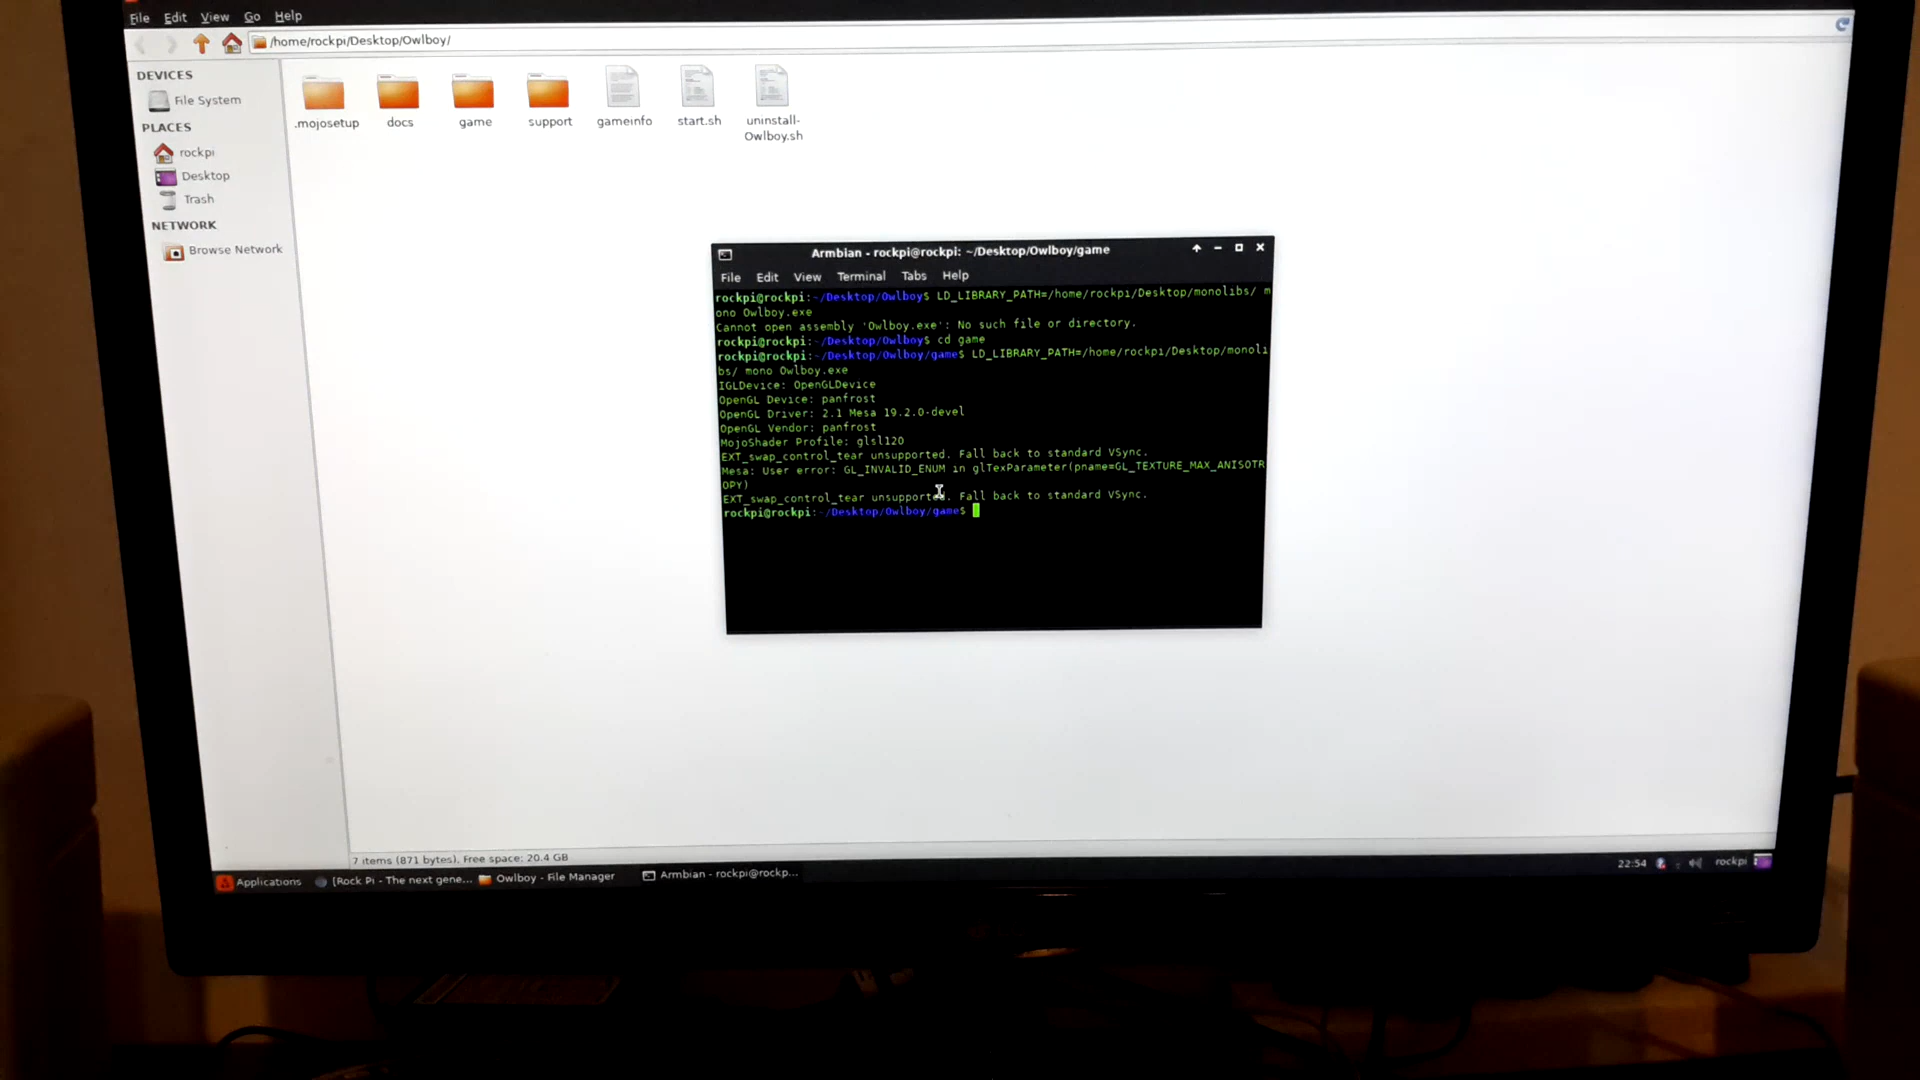 File Edit View Go Help
/home/rockpi/Desktop/Owlboy/
DEVICES
File System
PLACES
rockpi
Desktop
Trash
NETWORK
Browse Network
.mojosetup docs game support gameinfo start.sh uninstall-
Owlboy.sh
Armbian - rockpi@rockpi: ~/Desktop/Owlboy/game
File Edit View Terminal Tabs Help
rockpi@rockpi:~/Desktop/Owlboy$ LD_LIBRARY_PATH=/home/rockpi/Desktop/monolibs/ m
ono Owlboy.exe
Cannot open assembly 'Owlboy.exe': No such file or directory.
rockpi@rockpi:~/Desktop/Owlboy$ cd game
rockpi@rockpi:~/Desktop/Owlboy/game$ LD_LIBRARY_PATH=/home/rockpi/Desktop/monoli
bs/ mono Owlboy.exe
IGLDevice: OpenGLDevice
OpenGL Device: panfrost
OpenGL Driver: 2.1 Mesa 19.2.0-devel
OpenGL Vendor: panfrost
MojoShader Profile: glsl120
EXT_swap_control_tear unsupported. Fall back to standard VSync.
Mesa: User error: GL_INVALID_ENUM in glTexParameter(pname=GL_TEXTURE_MAX_ANISOTR
OPY)
EXT_swap_control_tear unsupported. Fall back to standard VSync.
rockpi@rockpi:~/Desktop/Owlboy/game$
7 items (871 bytes), Free space: 20.4 GB
Applications [Rock Pi - The next gene... Owlboy - File Manager Armbian - rockpi@rockp... 22:54 rockpi